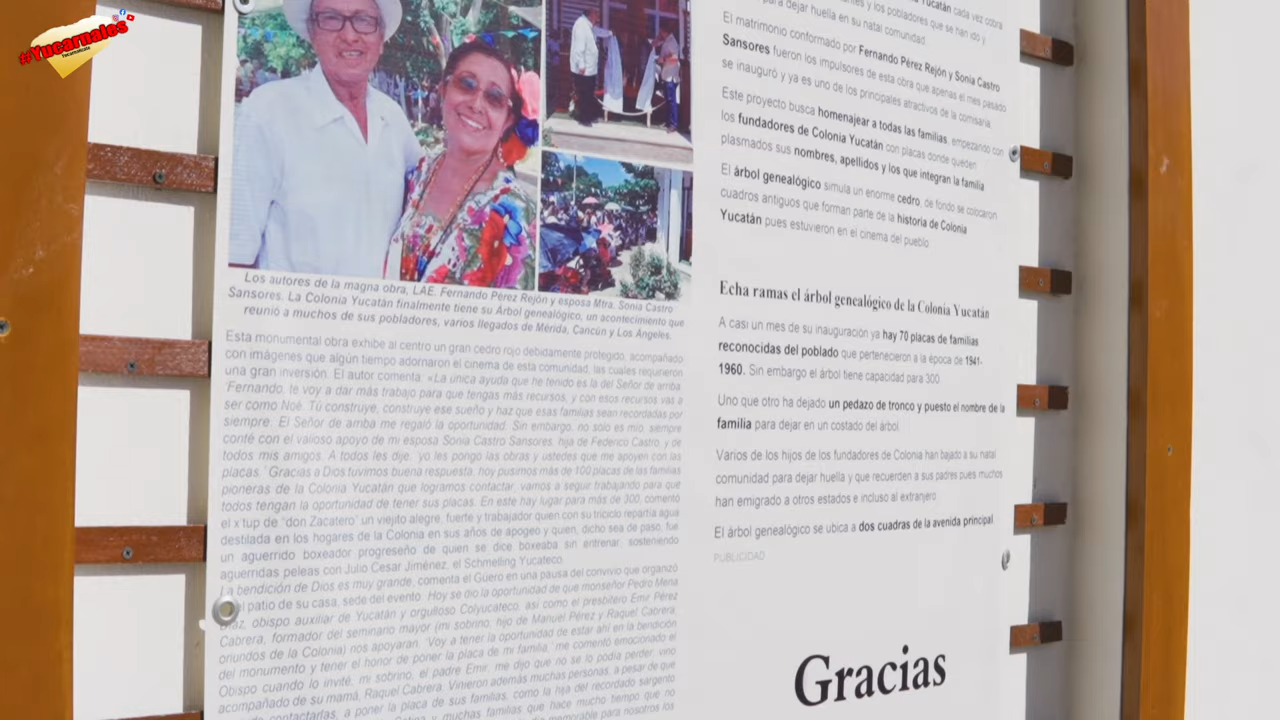 #Yucarnales
Los autores de la magna obra, LAE. Fernando Pérez Rejón y esposa Mtra. Sonia Castro
Sansores. La Colonia Yucatán finalmente tiene su Arbol genealógico, un acontecimiento que
reunió a muchos de sus pobladores, varios llegados de Mérida, Cancún y Los Angeles.
Esta monumental obra exhibe al centro un gran cedro rojo debidamente protegido, acompañado
con imágenes que algún tiempo adornaron el cinema de esta comunidad, las cuales requirieron
una gran inversión. El autor comenta: «La única ayuda que he tenido es la del Señor de arriba
'Fernando, te voy a dar más trabajo para que tengas más recursos, y con estos recursos vas a
ser como Noé. Tú construye, construye ese sueño y haz que esas familias sean recordadas por
siempre. El Señor de arriba me regaló la oportunidad. Sin embargo, no solo es mío, siempre
conté con el valioso apoyo de mi esposa Sonia Castro Sansores, hija de Federico Castro, y de
todos mis amigos. A todos les dije, 'yo les pongo las obras y ustedes que me apoyen con las
placas.' Gracias a Dios tuvimos buena respuesta, hoy pusimos más de 100 placas de las familias
pioneras de la Colonia Yucatán que logramos contactar, vamos a seguir trabajando para que
todos tengan la oportunidad de tener sus placas. En este hay lugar para más de 300, comentó
el x'tup de "don Zacatero" un viejito alegre, fuerte y trabajador quien con su triciclo repartía agua
destilada en los hogares de la Colonia en sus años de apogeo y quien, dicho sea de paso, fue
un aguerrido boxeador progreseño de quien se dice, boxeaba sin entrenar, sosteniendo
aguerridas peleas con Julio Cesar Jiménez, el Schmelling Yucateco.
La bendición de Dios es muy grande, comenta el Güero en una pausa del convivio que organizó
el patio de su casa, sede del evento. Hoy se dio la oportunidad de que monseñor Pedro Mena
Díaz, obispo auxiliar de Yucatán y orgulloso Colyucateco, así como el presbítero Emir Pérez
Cabrera, formador del seminario mayor (mi sobrino, hijo de Manuel Pérez y Raquel Cabrera,
oriundos de la Colonia) nos apoyaran. 'Voy a tener la oportunidad de estar ahí en la bendición
del monumento y tener el honor de poner la placa de mi familia,' me comentó emocionado el
Obispo cuando lo invité, mi sobrino, el padre Emir, me dijo que no se lo podía perder, vino
acompañado de su mamá, Raquel Cabrera. Vinieron además muchas personas, a pesar de que
contactarlas, a poner la placa de sus familias, como la hija del recordado sargento
y muchas familias que hace mucho tiempo que no
memorable para nosotros los
Yucatán cada vez cobra
y los pobladores que se han ido y
para dejar huella en su natal comunidad.
El matrimonio conformado por Fernando Pérez Rejón y Sonia Castro
Sansores fueron los impulsores de esta obra que apenas el mes pasado
se inauguró y ya es uno de los principales atractivos de la comisaría.
Este proyecto busca homenajear a todas las familias, empezando con
los fundadores de Colonia Yucatán con placas donde queden
plasmados sus nombres, apellidos y los que integran la familia
El árbol genealógico simula un enorme cedro, de fondo se colocaron
cuadros antiguos que forman parte de la historia de Colonia
Yucatán pues estuvieron en el cinema del pueblo.
Echa ramas el árbol genealógico de la Colonia Yucatán
A casi un mes de su inauguración ya hay 70 placas de familias
reconocidas del poblado que pertenecieron a la época de 1941-
1960. Sin embargo el árbol tiene capacidad para 300.
Uno que otro ha dejado un pedazo de tronco y puesto el nombre de la
familia para dejar en un costado del árbol.
Varios de los hijos de los fundadores de Colonia han bajado a su natal
comunidad para dejar huella y que recuerden a sus padres pues muchos
han emigrado a otros estados e incluso al extranjero.
El árbol genealógico se ubica a dos cuadras de la avenida principal.
PUBLICIDAD
Gracias